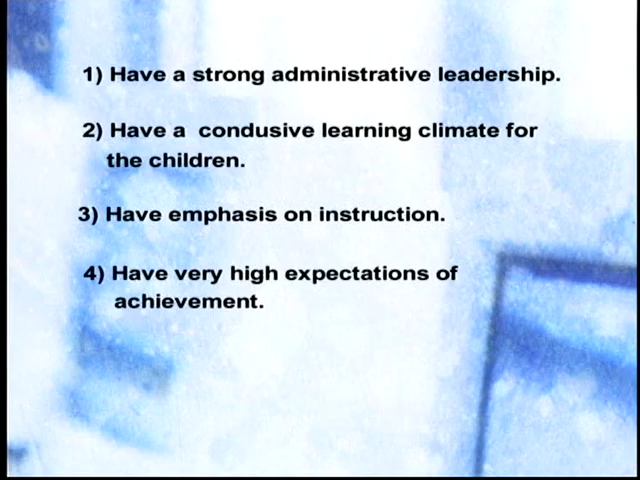 1) Have a strong administrative leadership.
2) Have a condusive learning climate for
the children.
3) Have emphasis on instruction.
4) Have very high expectations of
achievement.